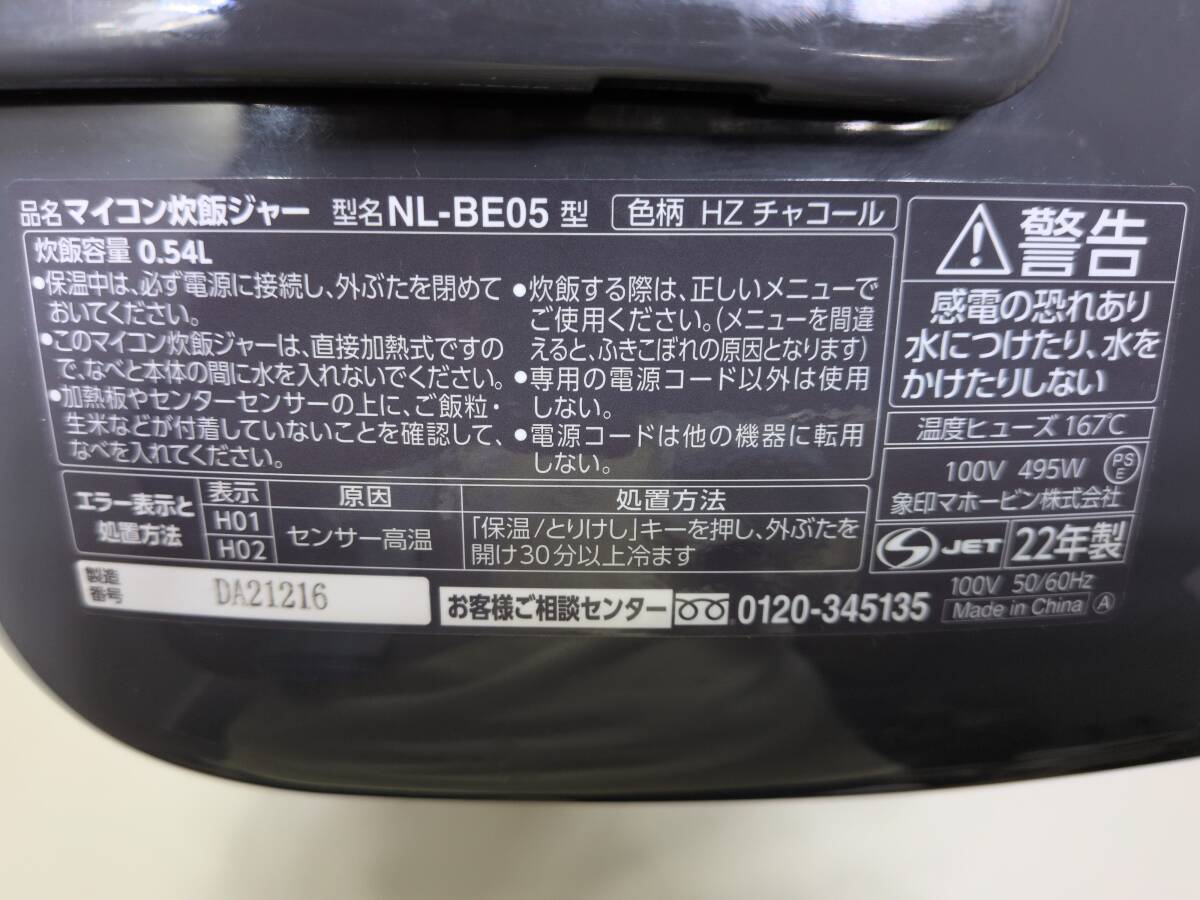 品名 マイコン炊飯ジャー 型名 NL-BE05 型 色柄 HZ チャコール
炊飯容量 0.54L
•保温中は、必ず電源に接続し、外ぶたを閉めて
おいてください。
•このマイコン炊飯ジャーは、直接加熱式ですの
で、なべと本体の間に水を入れないでください。
•加熱板やセンターセンサーの上に、ご飯粒・
生米などが付着していないことを確認して、
なべを入れてください。
•炊飯する際は、正しいメニューで
ご使用ください。(メニューを間違
えると、ふきこぼれの原因となります)
•専用の電源コード以外は使用
しない。
•電源コードは他の機器に転用
しない。
エラー表示と
処置方法
表示 原因 処置方法
H01
H02
センサー高温
「保温/とりけし」キーを押し、外ぶたを
開け30分以上冷ます
製造
番号
DA21216
お客様ご相談センター 0120-345135
警告
感電の恐れあり
水につけたり、水を
かけたりしない
温度ヒューズ 167℃
100V 495W PS E
象印マホービン株式会社
S JET 22年製
100V 50/60Hz
Made in China A